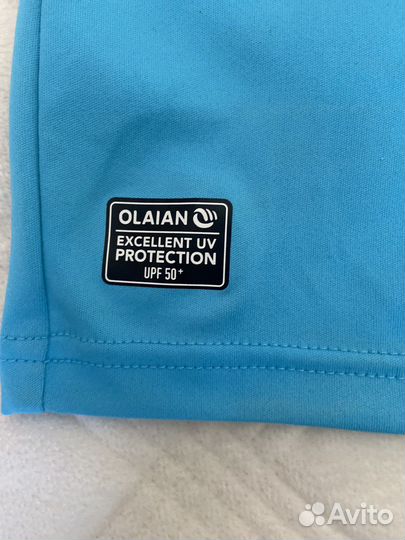 OLAIAN
EXCELLENT UV
PROTECTION
UPF 50+
Avito